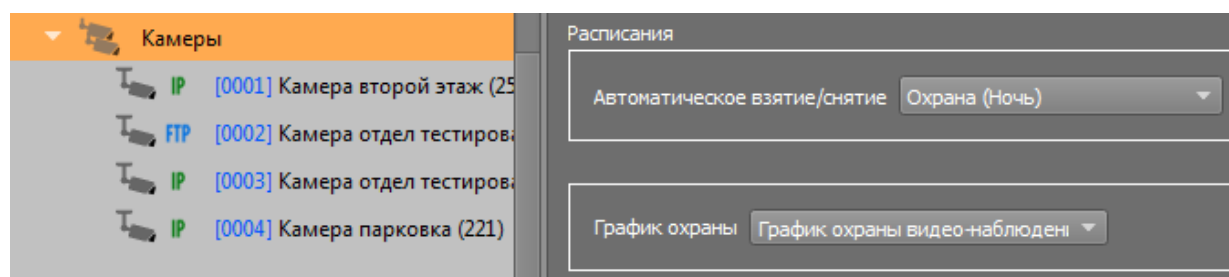 Камеры
IP [0001] Камера второй этаж (25
FTP [0002] Камера отдел тестирова
IP [0003] Камера отдел тестирова
IP [0004] Камера парковка (221)
Расписания
Автоматическое взятие/снятие Охрана (Ночь)
График охраны График охраны видео-наблюдени